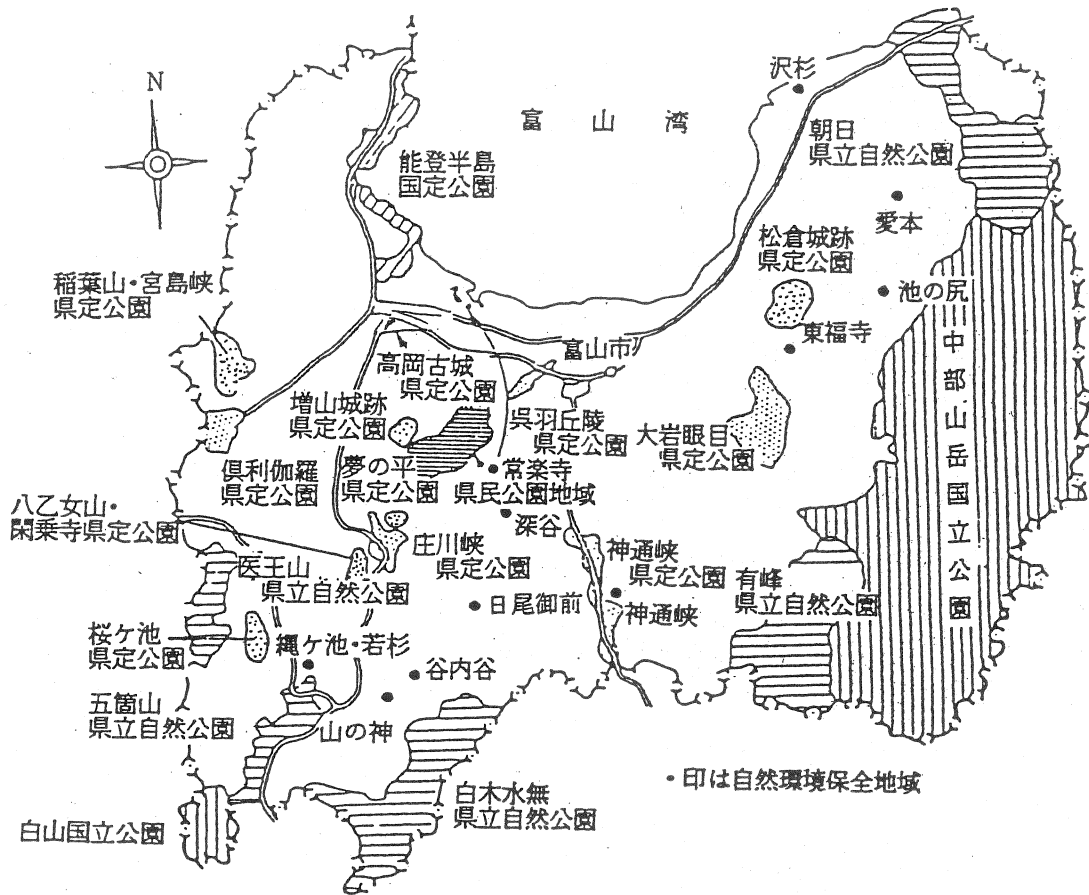 N
沢杉
富山湾
朝日
県立自然公園
能登半島
国定公園
愛本
松倉城跡
県定公園
稲葉山・宮島峡
県定公園
池の尻
東福寺
富山市
高岡古城
県定公園
中部山岳国立公園
増山城跡
県定公園
呉羽丘陵
県定公園
大岩眼目
県定公園
倶利伽羅
県定公園
夢の平
県定公園
常楽寺
県民公園地域
八乙女山・
閑乗寺県定公園
深谷
庄川峡
県定公園
神通峡
県定公園
医王山
県立自然公園
有峰
県立自然公園
日尾御前
神通峡
桜ケ池
県定公園
縄ケ池・若杉
谷内谷
五箇山
県立自然公園
山の神
・印は自然環境保全地域
白木水無
県立自然公園
白山国立公園